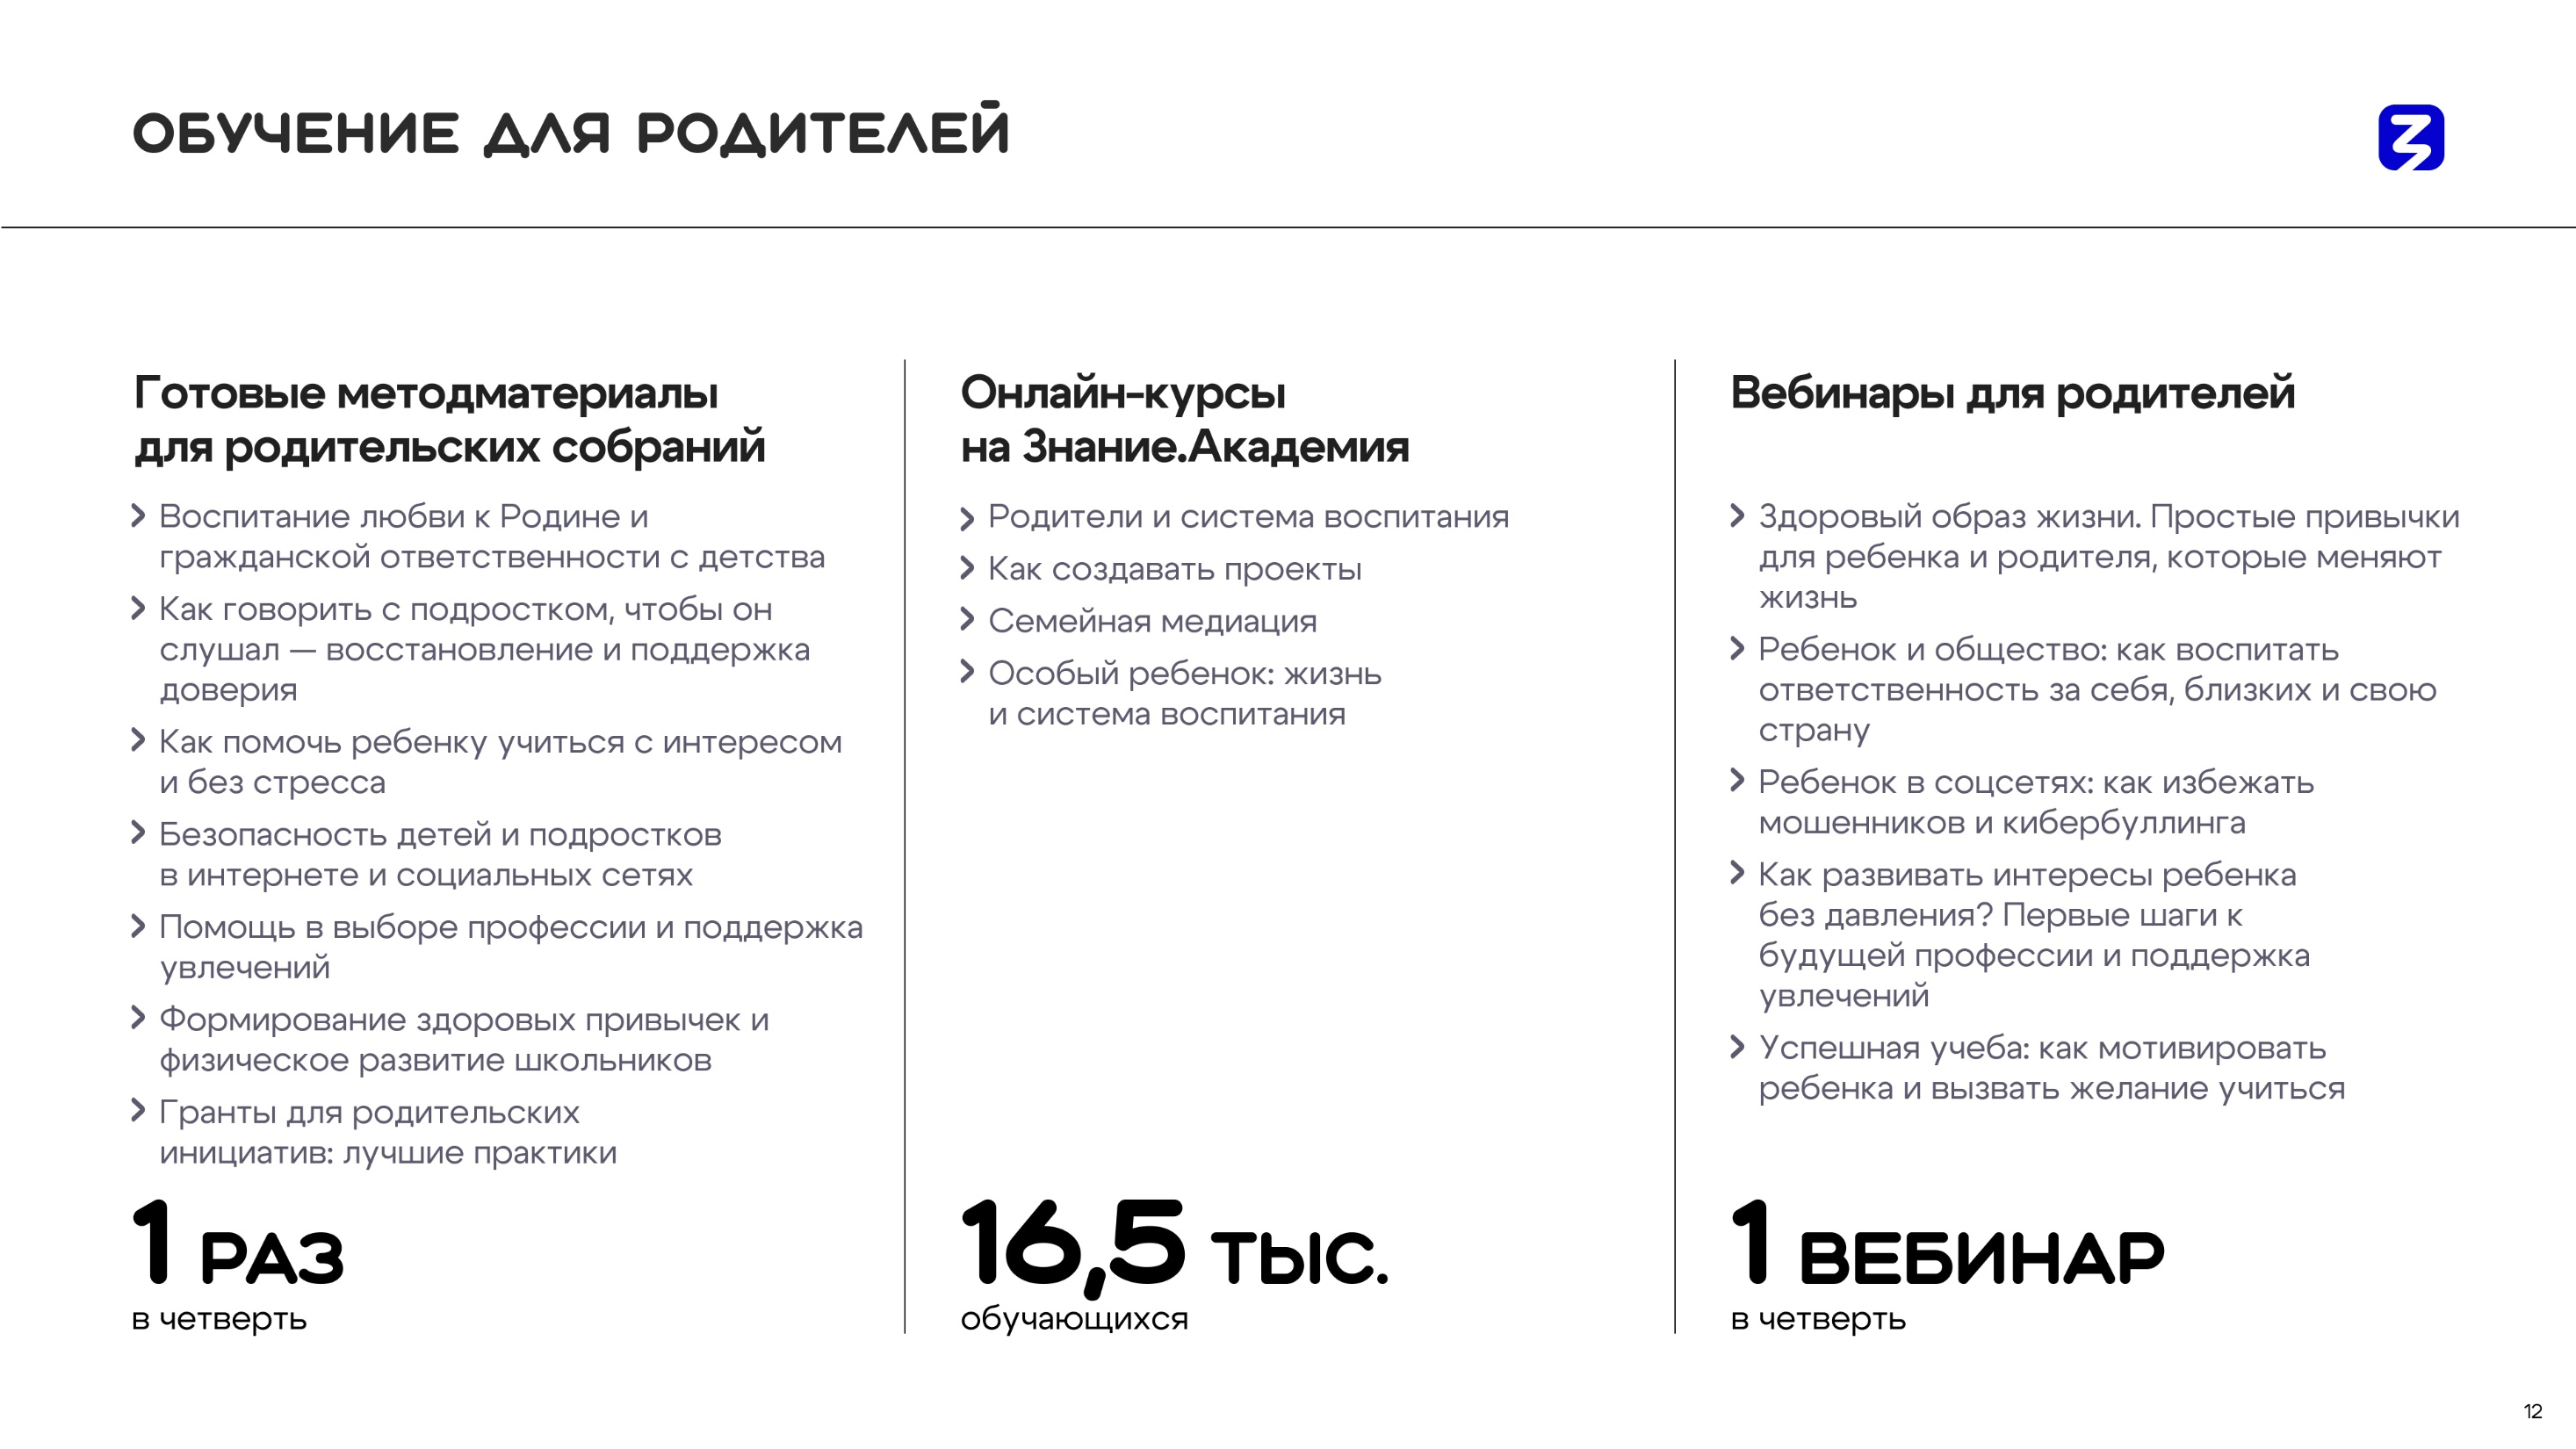 ОБУЧЕНИЕ ДЛЯ РОДИТЕЛЕЙ
Готовые методматериалы
для родительских собраний
Воспитание любви к Родине и
гражданской ответственности с детства
Как говорить с подростком, чтобы он
слушал — восстановление и поддержка
доверия
Как помочь ребенку учиться с интересом
и без стресса
Безопасность детей и подростков
в интернете и социальных сетях
Помощь в выборе профессии и поддержка
увлечений
Формирование здоровых привычек и
физическое развитие школьников
Гранты для родительских
инициатив: лучшие практики
1 РАЗ
в четверть
Онлайн-курсы
на Знание.Академия
Родители и система воспитания
Как создавать проекты
Семейная медиация
Особый ребенок: жизнь
и система воспитания
16,5 ТЫС.
обучающихся
Вебинары для родителей
Здоровый образ жизни. Простые привычки
для ребенка и родителя, которые меняют
жизнь
Ребенок и общество: как воспитать
ответственность за себя, близких и свою
страну
Ребенок в соцсетях: как избежать
мошенников и кибербуллинга
Как развивать интересы ребенка
без давления? Первые шаги к
будущей профессии и поддержка
увлечений
Успешная учеба: как мотивировать
ребенка и вызвать желание учиться
1 ВЕБИНАР
в четверть
12